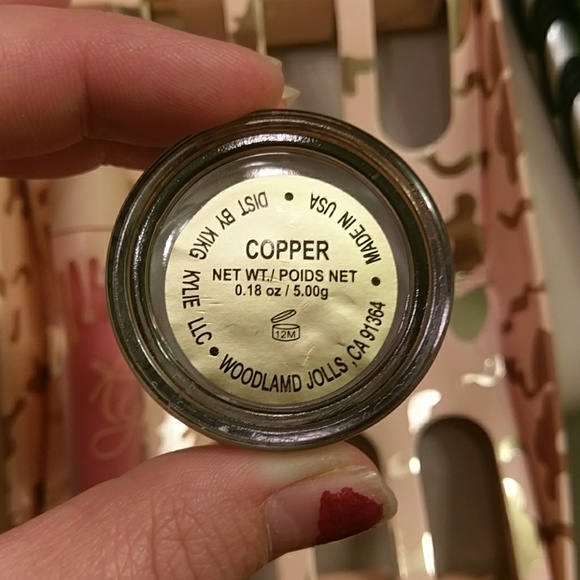 COPPER
NET WT./ POIDS NET
0.18 oz / 5.00g
12M
DIST BY KIKG KYLIE LLC • WOODLAMD JOLLS ,CA 91364 • MADE IN USA •